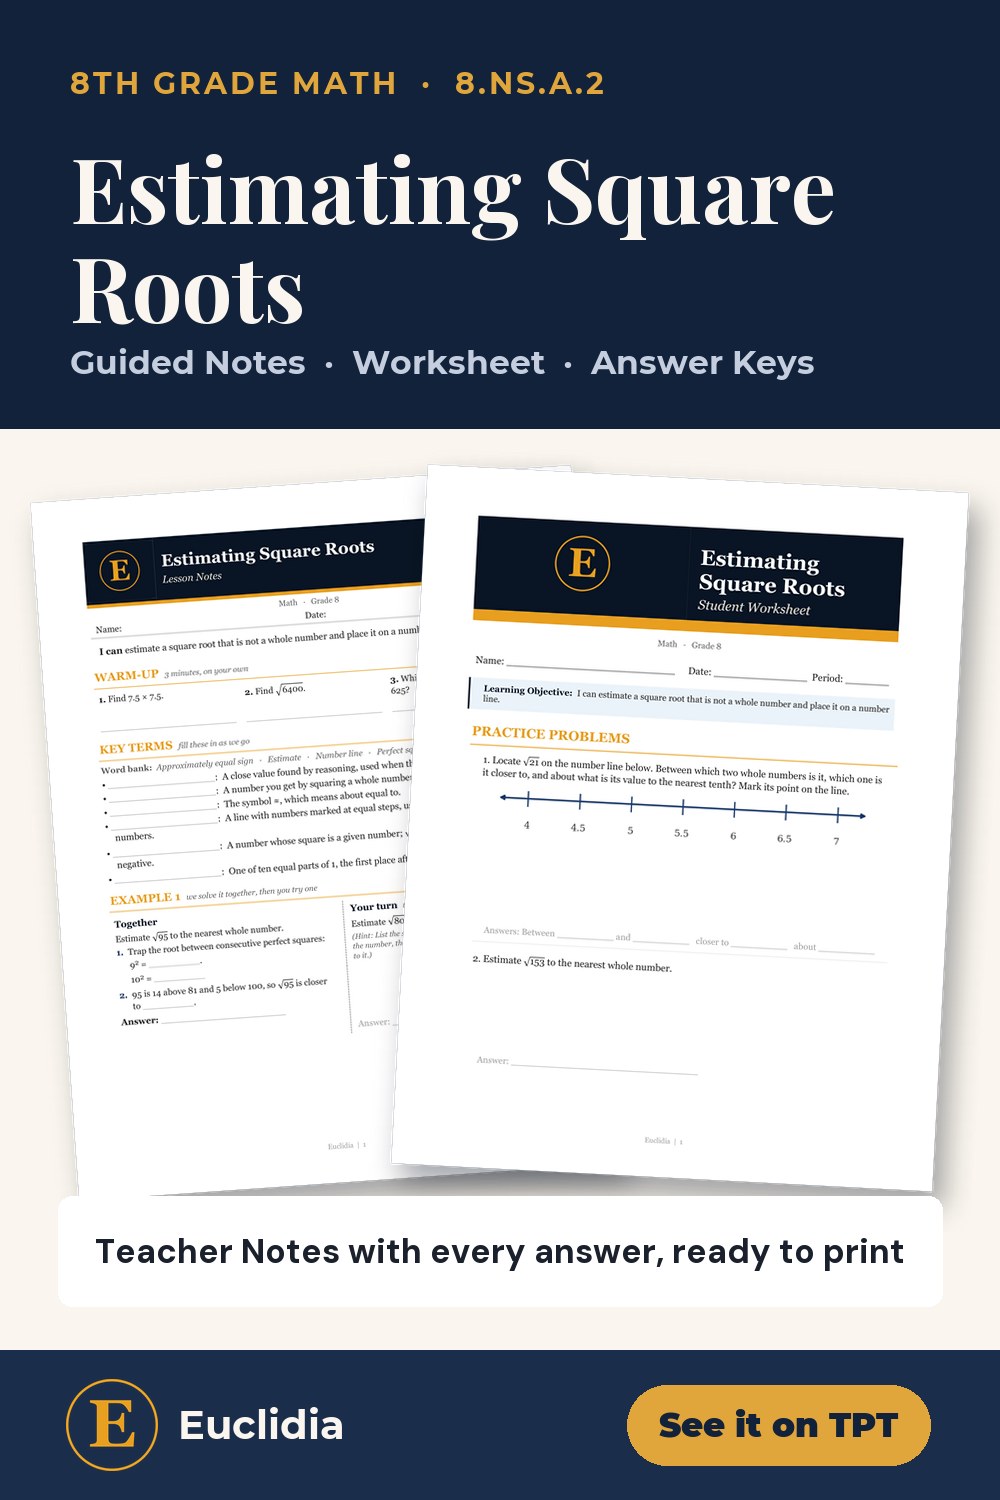 8TH GRADE MATH · 8.NS.A.2
Estimating Square
Roots
Guided Notes · Worksheet · Answer Keys
E
Estimating Square Roots
Lesson Notes
Math · Grade 8
Name:
Date:
I can estimate a square root that is not a whole number and place it on a
WARM-UP 3 minutes, on your own
1. Find 7.5 × 7.5.
2. Find √6400.
3.
625?
KEY TERMS fill these in as we go
Word bank: Approximately equal sign · Estimate · Number line · Perfect
: A close value found by reasoning, used when
: A number you get by squaring a whole
: The symbol ≈, which means about equal to.
: A line with numbers marked at equal steps,
numbers.
: A number whose square is a given number;
negative.
: One of ten equal parts of 1, the first place
EXAMPLE 1 we solve it together, then you try one
Together
Estimate √95 to the nearest whole number.
1. Trap the root between consecutive perfect squares:
9² = .
10² =
2. 95 is 14 above 81 and 5 below 100, so √95 is closer
to .
Answer:
Your turn
Estimate √80
(Hint: List the
the number,
to it.)
Answer:
Euclidia | 1
E
Estimating
Square Roots
Student Worksheet
Math · Grade 8
Name: Date: Period:
Learning Objective: I can estimate a square root that is not a whole number and place it on a number
line.
PRACTICE PROBLEMS
1. Locate √21 on the number line below. Between which two whole numbers is it, which one is
it closer to, and about what is its value to the nearest tenth? Mark its point on the line.
4 4.5 5 5.5 6 6.5 7
Answers: Between and closer to about
2. Estimate √153 to the nearest whole number.
Answer:
Euclidia | 1
Teacher Notes with every answer, ready to print
E
Euclidia
See it on TPT